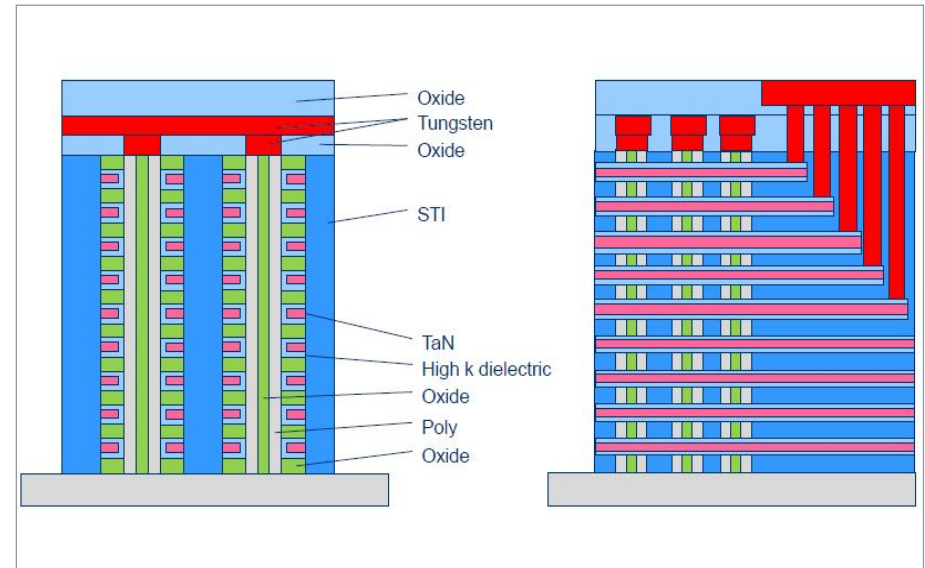 Oxide
Tungsten
Oxide
STI
TaN
High k dielectric
Oxide
Poly
Oxide